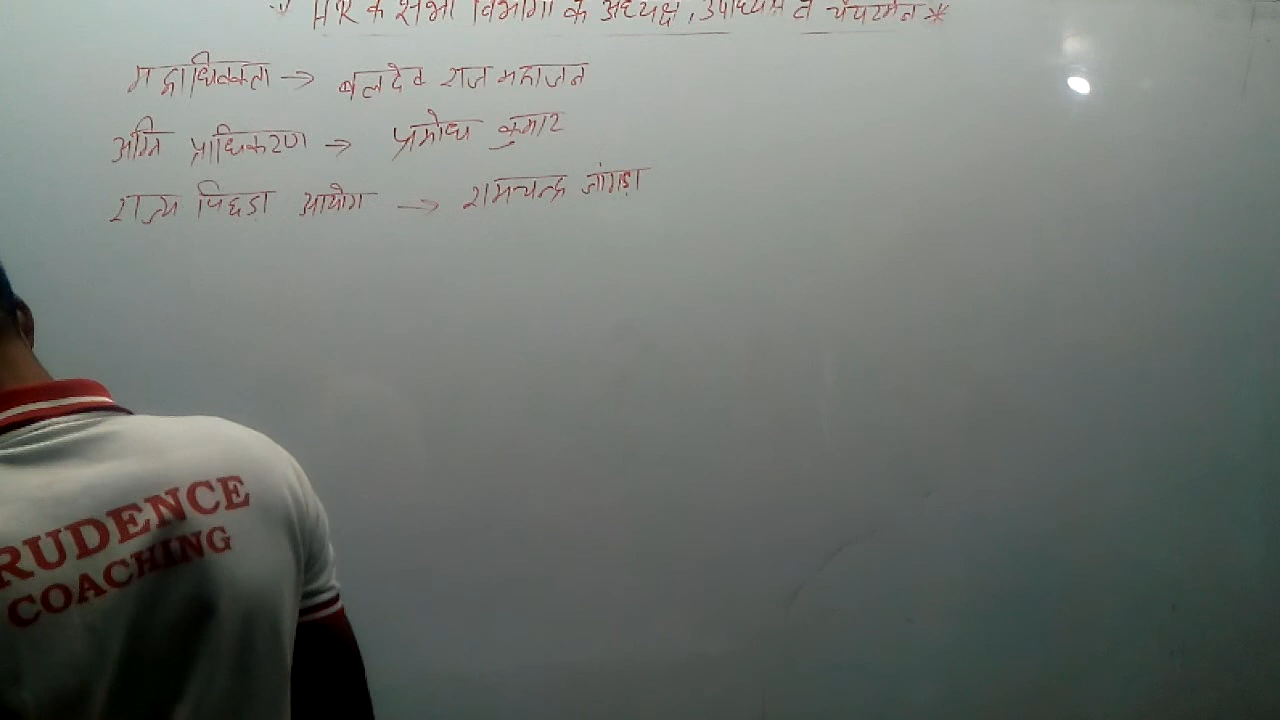 * HR के सभी विभागों के अध्यक्ष, उपाध्यक्ष व चेयरमैन *
महाधिवक्ता → बलदेव राज महाजन
अग्नि प्राधिकरण → प्रमोध कुमार
राज्य पिछड़ा आयोग → रामचन्द्र जांगड़ा
RUDENCE
COACHING